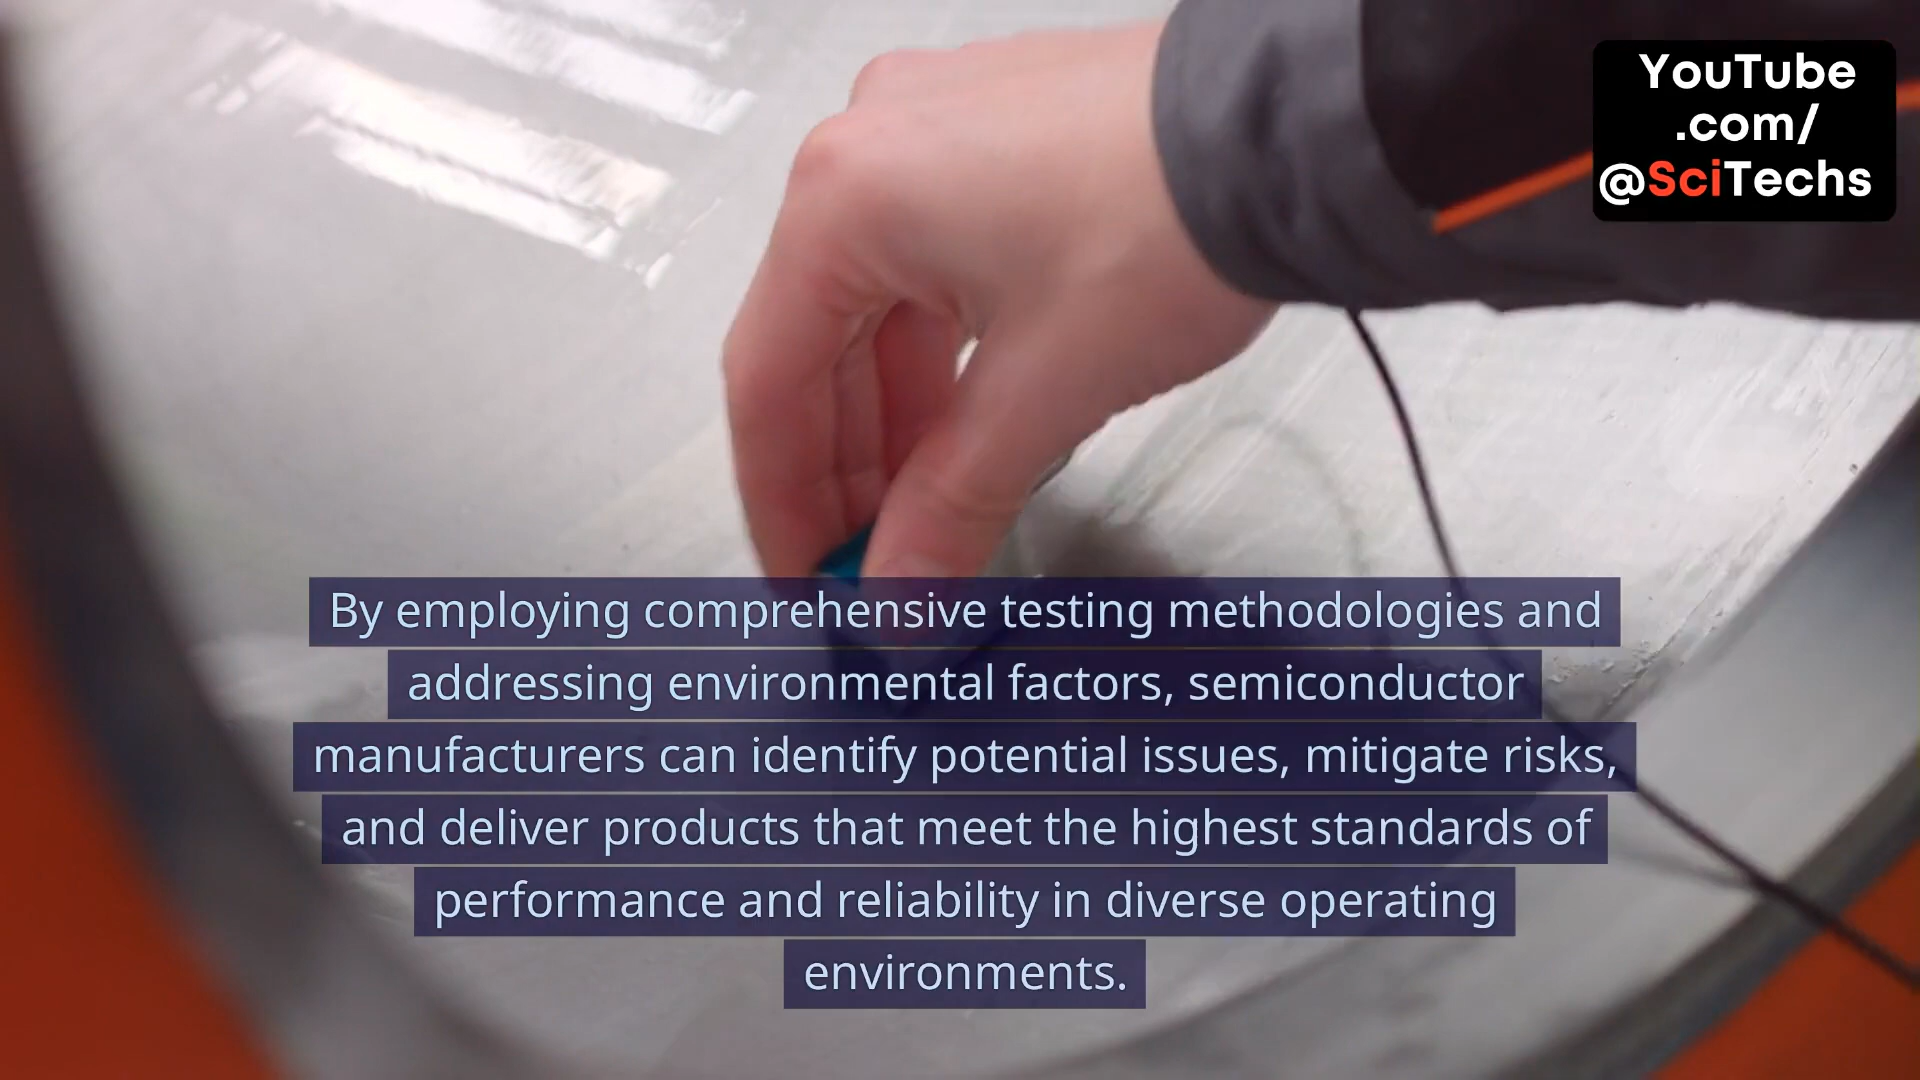 YouTube
.com/
@SciTechs
By employing comprehensive testing methodologies and
addressing environmental factors, semiconductor
manufacturers can identify potential issues, mitigate risks,
and deliver products that meet the highest standards of
performance and reliability in diverse operating
environments.